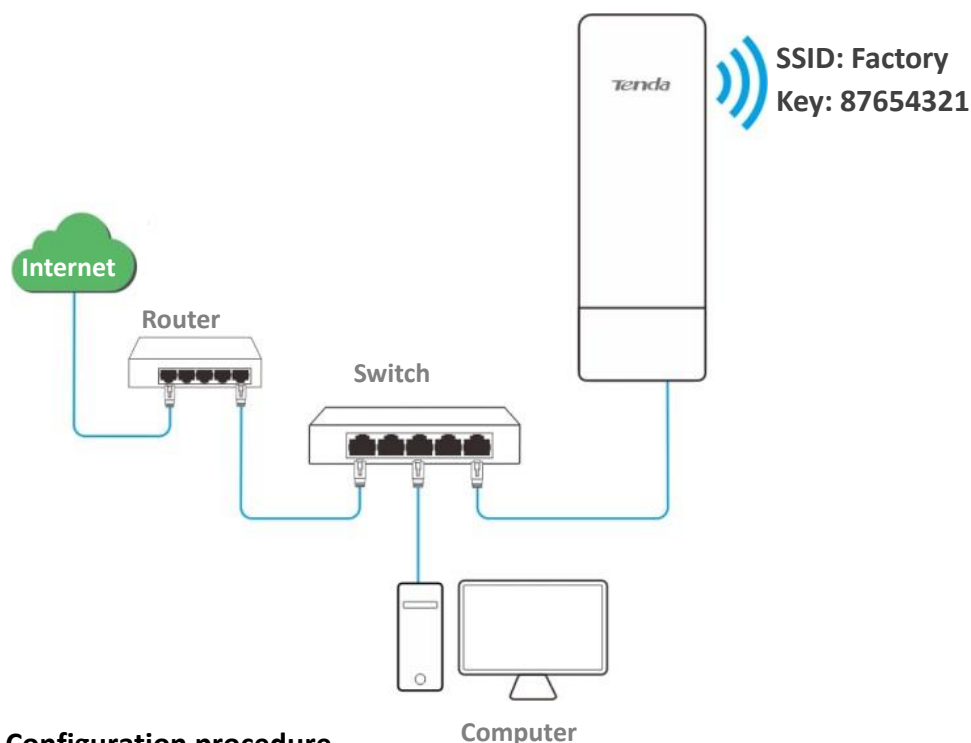 Tenda
SSID: Factory
Key: 87654321
Internet
Router
Switch
Computer
Configuration procedure